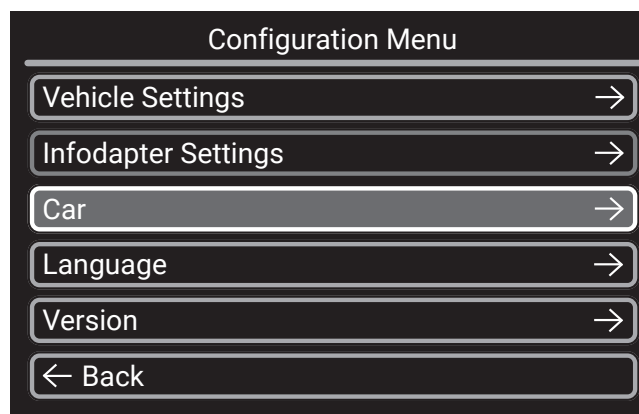 Configuration Menu
Vehicle Settings →
Infodapter Settings →
Car →
Language →
Version →
← Back